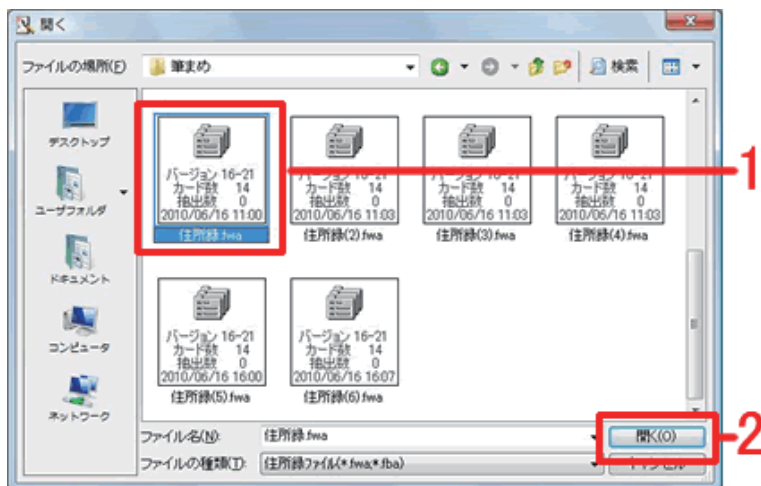 開く
ファイルの場所(F)
筆まめ
検索
デスクトップ
ユーザフォルダ
ドキュメント
コンピュータ
ネットワーク
バージョン 16-21
カード数 14
抽出数 0
2010/06/16 11:00
住所録.fwa
バージョン 16-21
カード数 14
抽出数 0
2010/06/16 11:03
住所録(2).fwa
バージョン 16-21
カード数 14
抽出数 0
2010/06/16 11:03
住所録(3).fwa
バージョン 16-21
カード数 14
抽出数 0
2010/06/16 11:03
住所録(4).fwa
1
バージョン 16-21
カード数 14
抽出数 0
2010/06/16 16:00
住所録(5).fwa
バージョン 16-21
カード数 14
抽出数 0
2010/06/16 16:07
住所録(6).fwa
ファイル名(N):
住所録.fwa
開く(O)
2
ファイルの種類(T):
住所録ファイル(*.fwa;*.fba)
キャンセル